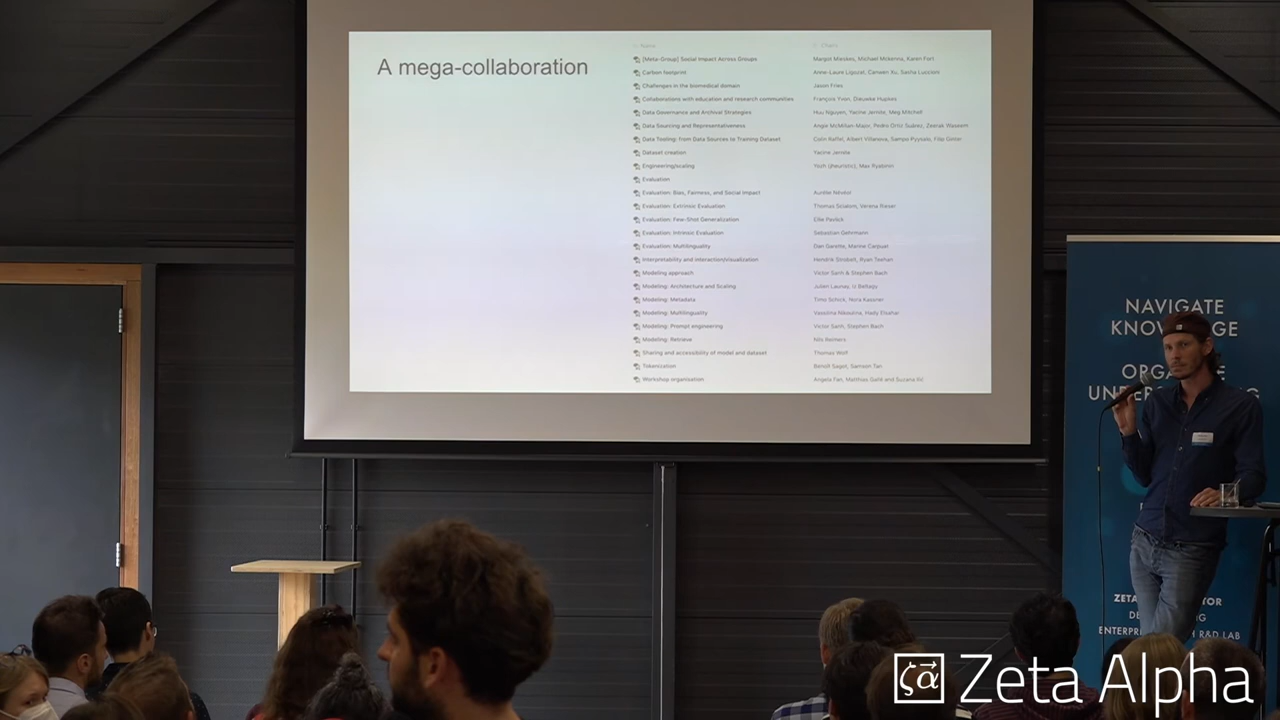 A mega-collaboration
Name Chairs
[Meta-Group] Social Impact Across Groups Margot Mieskes, Michael Mckenna, Karen Fort
Carbon footprint Anne-Laure Ligozat, Canwen Xu, Sasha Luccioni
Challenges in the biomedical domain Jason Fries
Collaborations with education and research communities François Yvon, Dieuwke Hupkes
Data Governance and Archival Strategies Huu Nguyen, Yacine Jernite, Meg Mitchell
Data Sourcing and Representativeness Angie McMillan-Major, Pedro Ortiz Suárez, Zeerak Waseem
Data Tooling: from Data Sources to Training Dataset Colin Raffel, Albert Villanova, Sampo Pyysalo, Filip Ginter
Dataset creation Yacine Jernite
Engineering/scaling Yozh (jheuristic), Max Ryabinin
Evaluation
Evaluation: Bias, Fairness, and Social Impact Aurélie Névéol
Evaluation: Extrinsic Evaluation Thomas Scialom, Verena Rieser
Evaluation: Few-Shot Generalization Ellie Pavlick
Evaluation: Intrinsic Evaluation Sebastian Gehrmann
Evaluation: Multilinguality Dan Garette, Marine Carpuat
Interpretability and interaction/visualization Hendrik Strobelt, Ryan Teehan
Modeling approach Victor Sanh & Stephen Bach
Modeling: Architecture and Scaling Julien Launay, Iz Beltagy
Modeling: Metadata Timo Schick, Nora Kassner
Modeling: Multilinguality Vassilina Nikoulina, Hady Elsahar
Modeling: Prompt engineering Victor Sanh, Stephen Bach
Modeling: Retrieve Nils Reimers
Sharing and accessibility of model and dataset Thomas Wolf
Tokenization Benoît Sagot, Samson Tan
Workshop organisation Angela Fan, Matthias Gallé and Suzana Ilić
NAVIGATE
ENTERPR H R&D LAB
Zeta Alpha